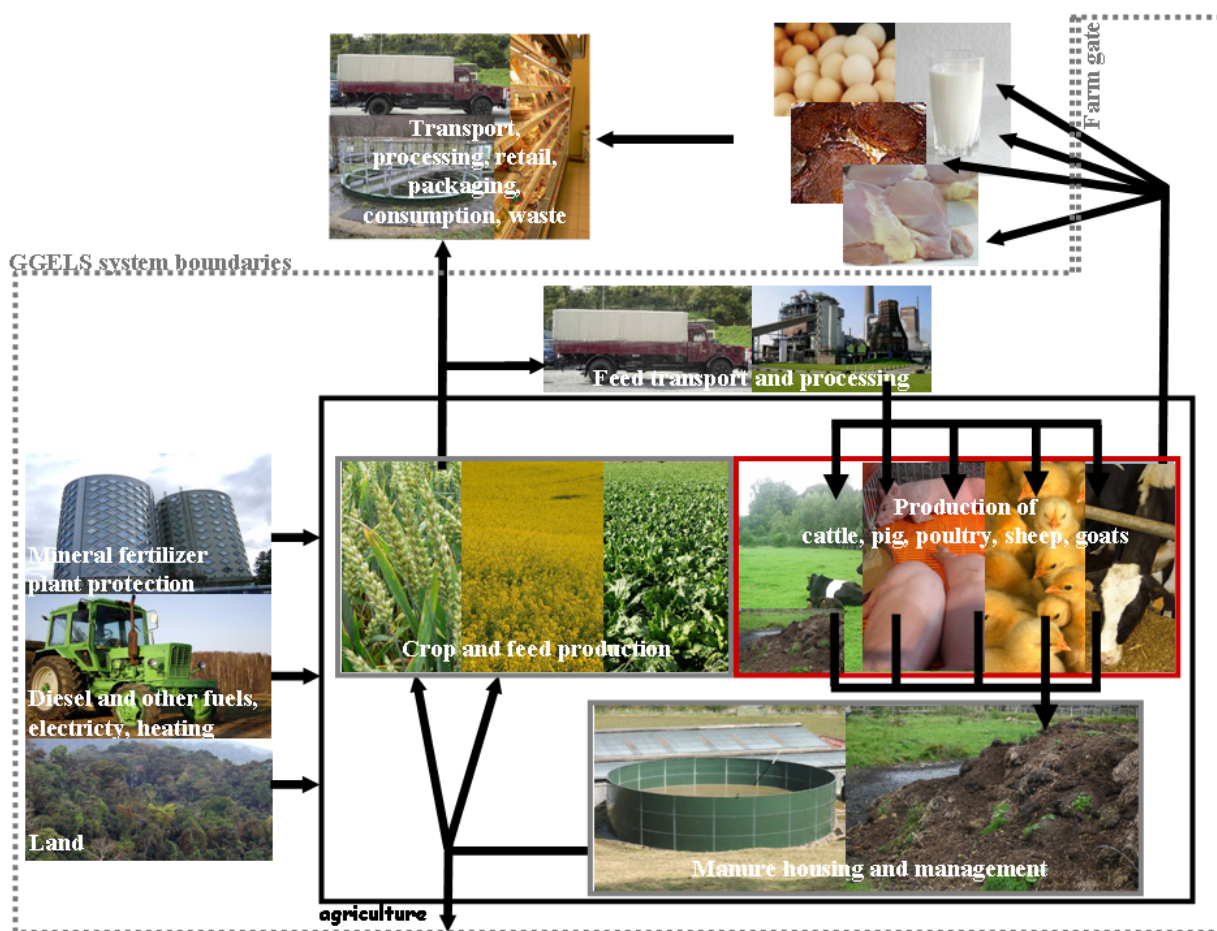 Farm gate
Transport,
processing, retail,
packaging,
consumption, waste
GGELS system boundaries
Feed transport and processing
Mineral fertilizer
plant protection
Production of
cattle, pig, poultry, sheep, goats
Crop and feed production
Diesel and other fuels,
electricty, heating
Land
Manure housing and management
agriculture